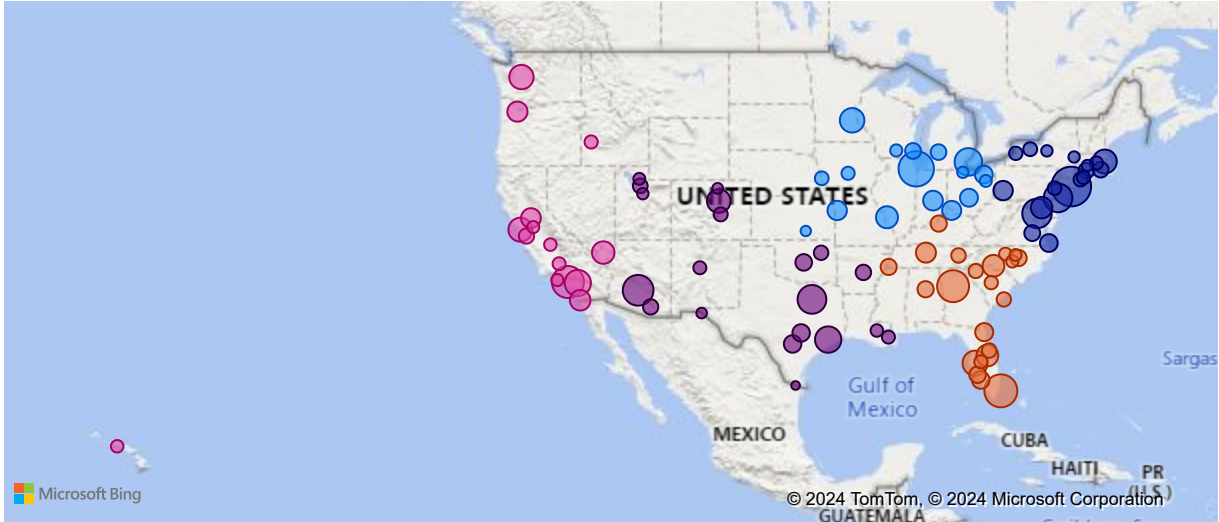 UNITED STATES
Sargas
Gulf of
Mexico
MEXICO
CUBA
HAITI
PR
(U.S.)
Microsoft Bing
© 2024 TomTom, © 2024 Microsoft Corporation
GUATEMALA